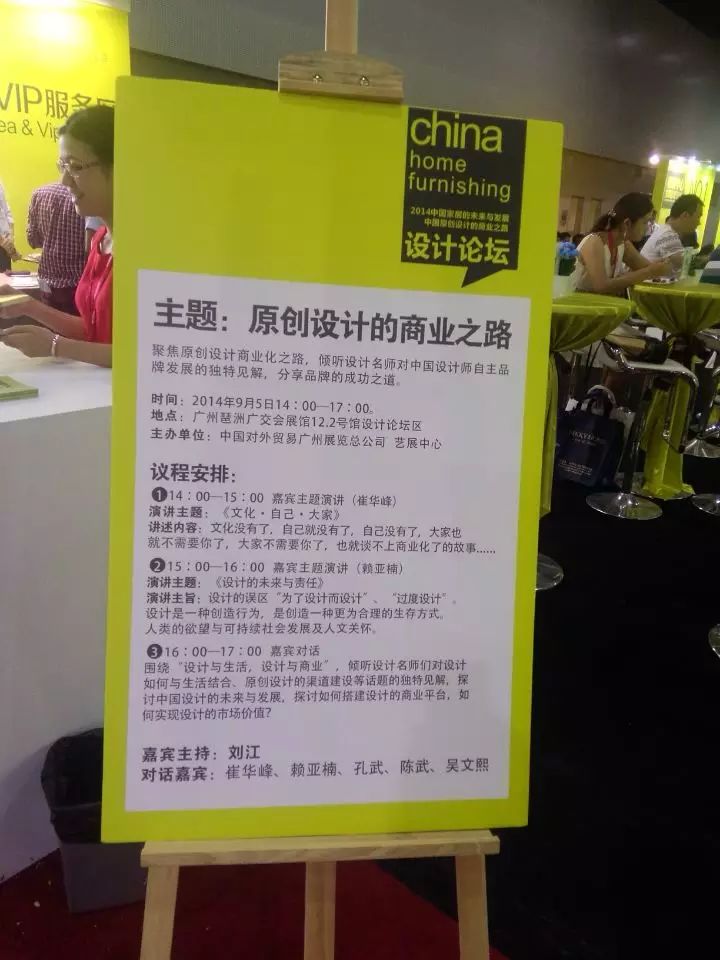 VIP服务
ea & Vip
china
home
furnishing
2014中国家居的未来与发展
中国原创设计的商业之路
设计论坛
主题：原创设计的商业之路
聚焦原创设计商业化之路，倾听设计名师对中国设计师自主品
牌发展的独特见解，分享品牌的成功之道。
时间：2014年9月5日14：00—17：00。
地点：广州琶洲广交会展馆12.2号馆设计论坛区
主办单位：中国对外贸易广州展览总公司 艺展中心
议程安排：
❶14：00—15：00 嘉宾主题演讲（崔华峰）
演讲主题：《文化·自己·大家》
讲述内容：文化没有了，自己就没有了，自己没有了，大家也
就不需要你了，大家不需要你了，也就谈不上商业化了的故事......
❷15：00—16：00 嘉宾主题演讲（赖亚楠）
演讲主题：《设计的未来与责任》
演讲主旨：设计的误区“为了设计而设计”、“过度设计”。
设计是一种创造行为，是创造一种更为合理的生存方式。
人类的欲望与可持续社会发展及人文关怀。
❸16：00—17：00 嘉宾对话
围绕“设计与生活，设计与商业”，倾听设计名师们对设计
如何与生活结合、原创设计的渠道建设等话题的独特见解，探
讨中国设计的未来与发展，探讨如何搭建设计的商业平台，如
何实现设计的市场价值？
嘉宾主持：刘江
对话嘉宾：崔华峰、赖亚楠、孔武、陈武、吴文熙